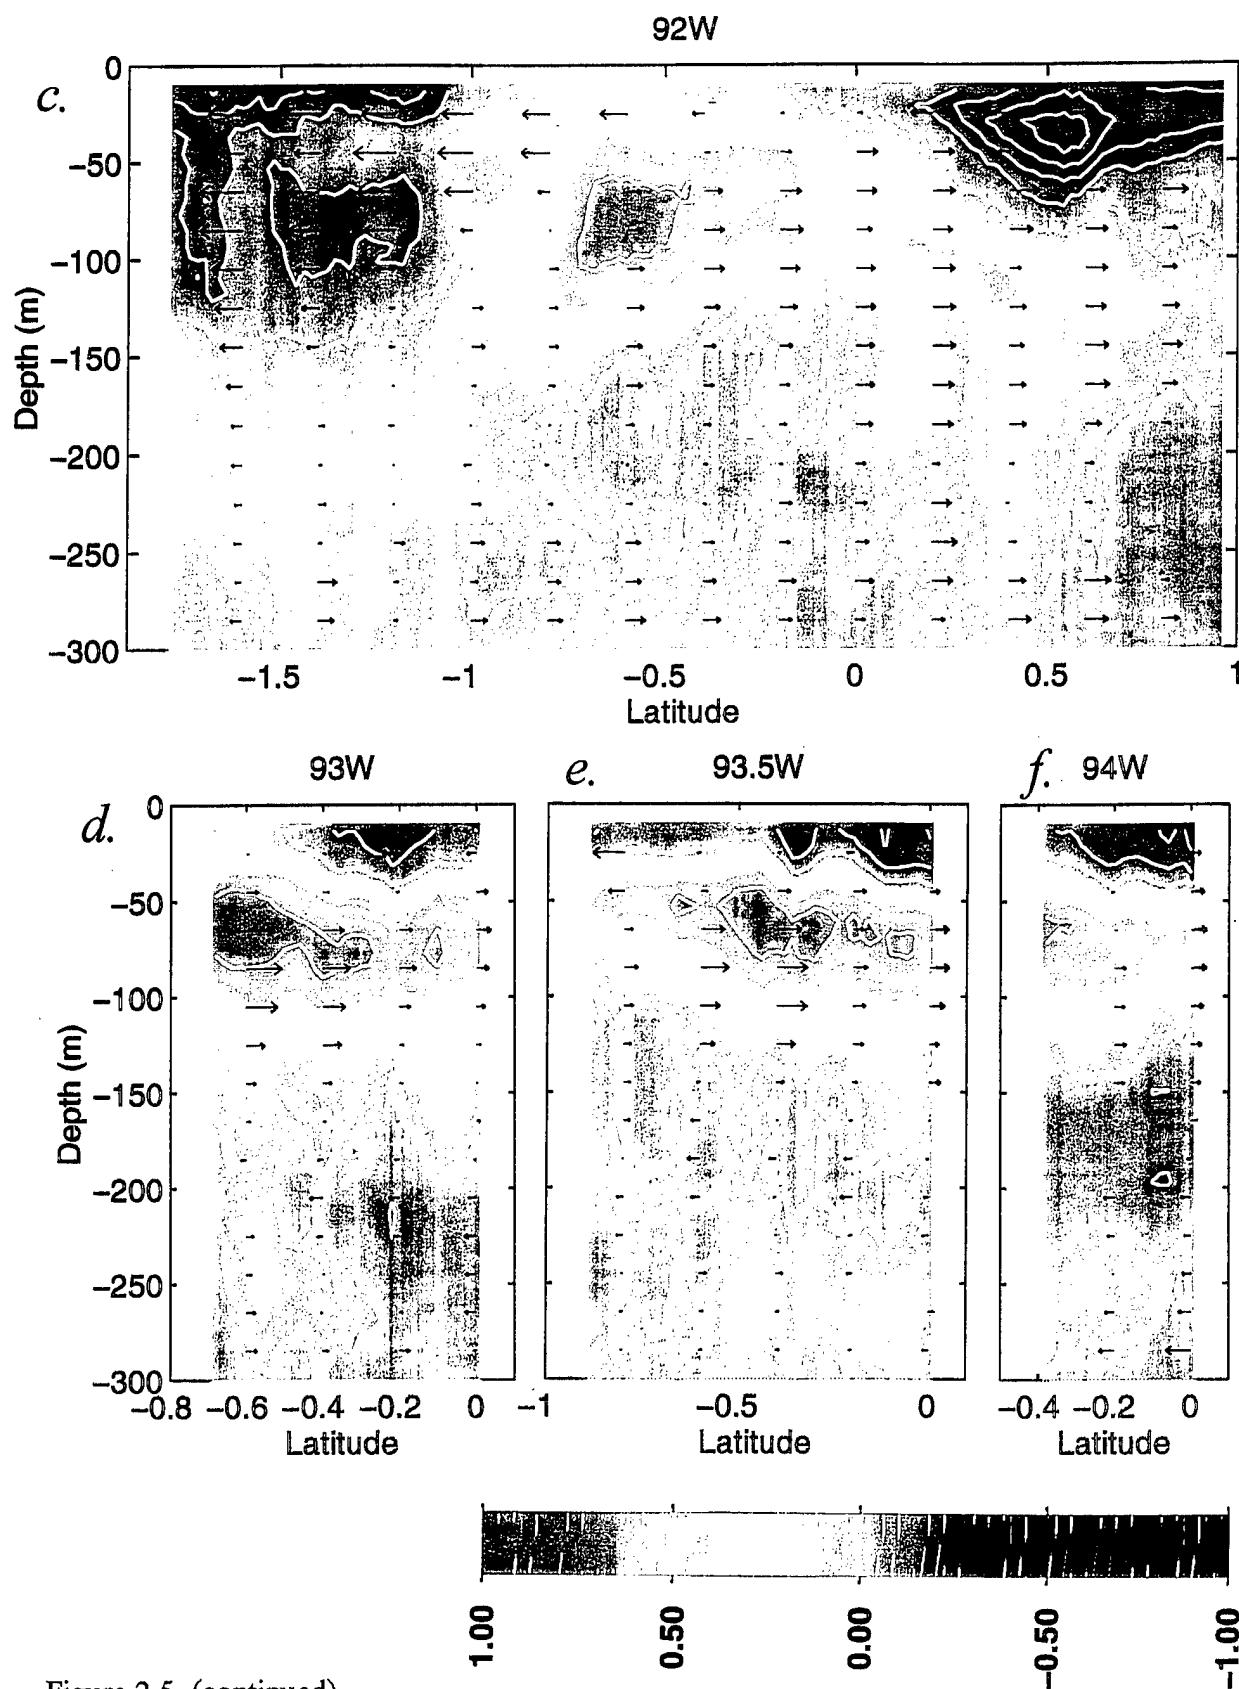 92W
c.
0
−50
−100
−150
−200
−250
−300
Depth (m)
−1.5 −1 −0.5 0 0.5 1
Latitude
93W
e.
93.5W
f. 94W
d.
0
−50
−100
−150
−200
−250
−300
Depth (m)
−0.8 −0.6 −0.4 −0.2 0
−1 −0.5 0
−0.4 −0.2 0
Latitude
Latitude
Latitude
1.00
0.50
0.00
−0.50
−1.00
Figure 2.5 (continued)